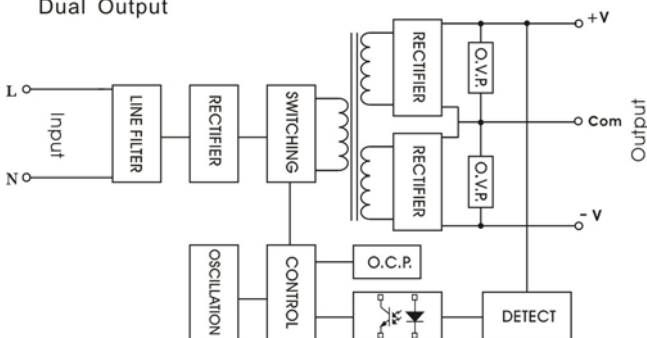 Dual Output
L
N
Input
LINE FILTER
RECTIFIER
SWITCHING
RECTIFIER
RECTIFIER
O.V.P.
O.V.P.
+V
Com
- V
Output
OSCILLATION
CONTROL
O.C.P.
DETECT